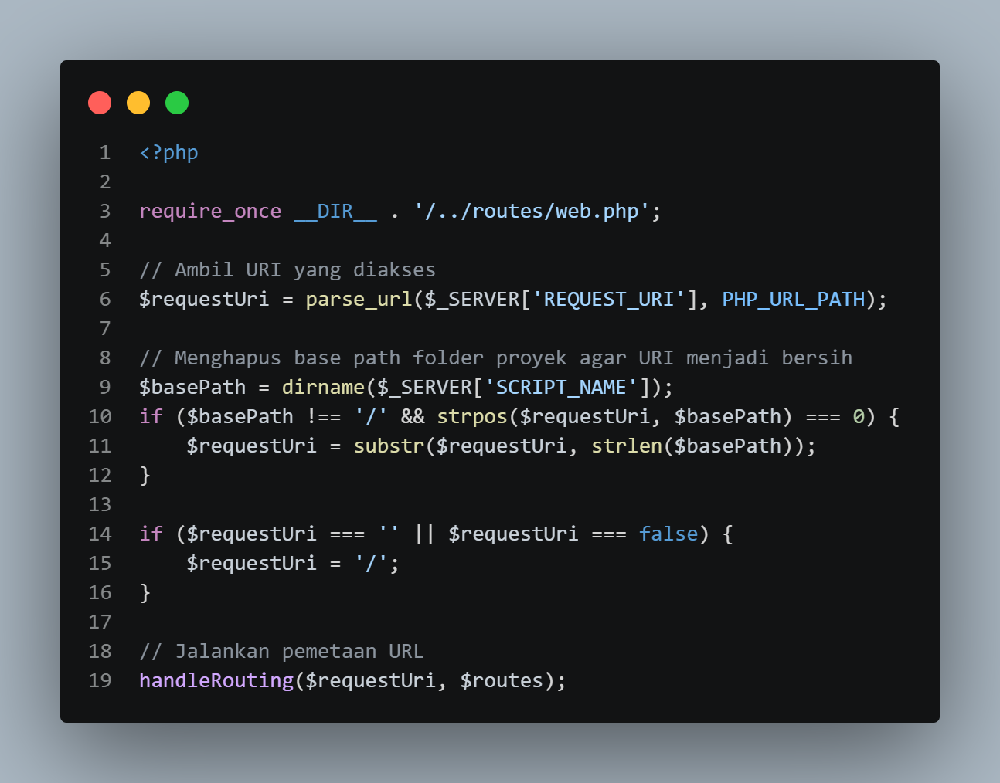 1 <?php
2
3 require_once __DIR__ . '/../routes/web.php';
4
5 // Ambil URI yang diakses
6 $requestUri = parse_url($_SERVER['REQUEST_URI'], PHP_URL_PATH);
7
8 // Menghapus base path folder proyek agar URI menjadi bersih
9 $basePath = dirname($_SERVER['SCRIPT_NAME']);
10 if ($basePath !== '/' && strpos($requestUri, $basePath) === 0) {
11     $requestUri = substr($requestUri, strlen($basePath));
12 }
13
14 if ($requestUri === '' || $requestUri === false) {
15     $requestUri = '/';
16 }
17
18 // Jalankan pemetaan URL
19 handleRouting($requestUri, $routes);